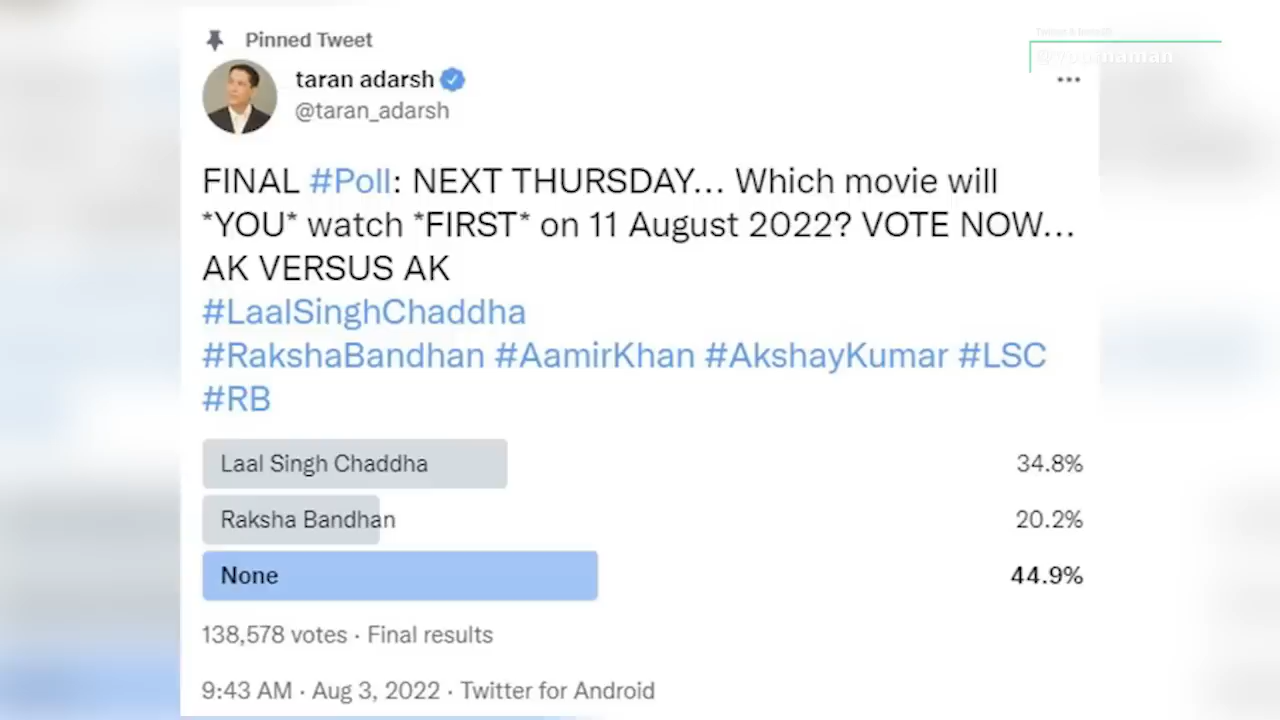 Pinned Tweet
taran adarsh
@taran_adarsh
FINAL #Poll: NEXT THURSDAY... Which movie will
*YOU* watch *FIRST* on 11 August 2022? VOTE NOW...
AK VERSUS AK
#LaalSinghChaddha
#RakshaBandhan #AamirKhan #AkshayKumar #LSC
#RB
Laal Singh Chaddha 34.8%
Raksha Bandhan 20.2%
None 44.9%
138,578 votes · Final results
9:43 AM · Aug 3, 2022 · Twitter for Android